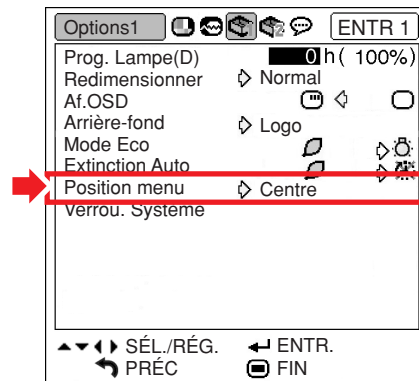 Options1 ENTR 1
Prog. Lampe(D) 0 h ( 100%)
Redimensionner Normal
Af.OSD
Arrière-fond Logo
Mode Eco
Extinction Auto
Position menu Centre
Verrou. Système
SÉL./RÉG. ENTR.
PRÉC FIN